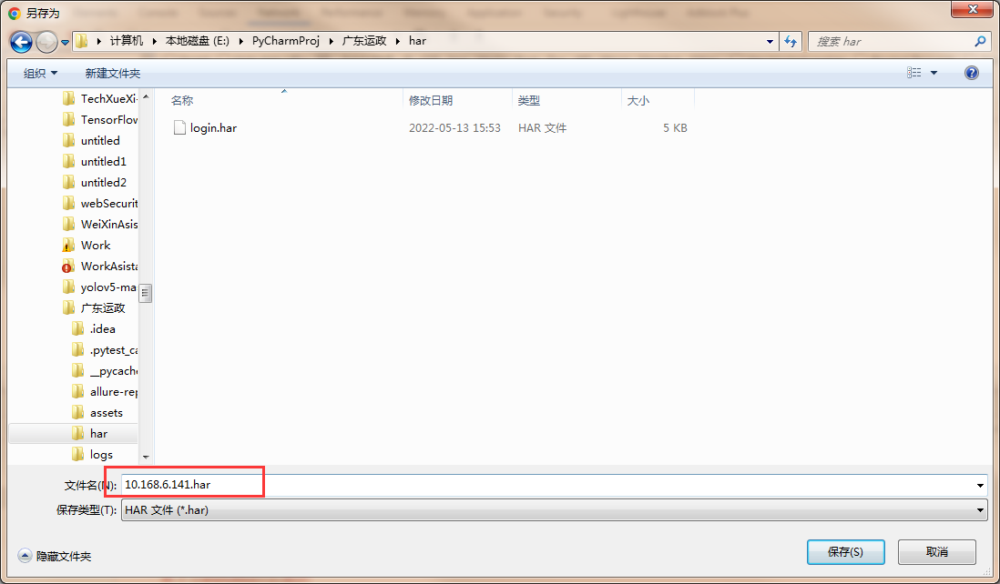 另存为
计算机 本地磁盘 (E:) PyCharmProj 广东运政 har
搜索 har
组织 新建文件夹
名称 修改日期 类型 大小
login.har 2022-05-13 15:53 HAR 文件 5 KB
TechXueXi-
TensorFlow
untitled
untitled1
untitled2
webSecurit
WeiXinAsis
Work
WorkAsista
yolov5-ma
广东运政
.idea
.pytest_ca
__pycache
allure-rep
assets
har
logs
文件名(N): 10.168.6.141.har
保存类型(T): HAR 文件 (*.har)
隐藏文件夹 保存(S) 取消